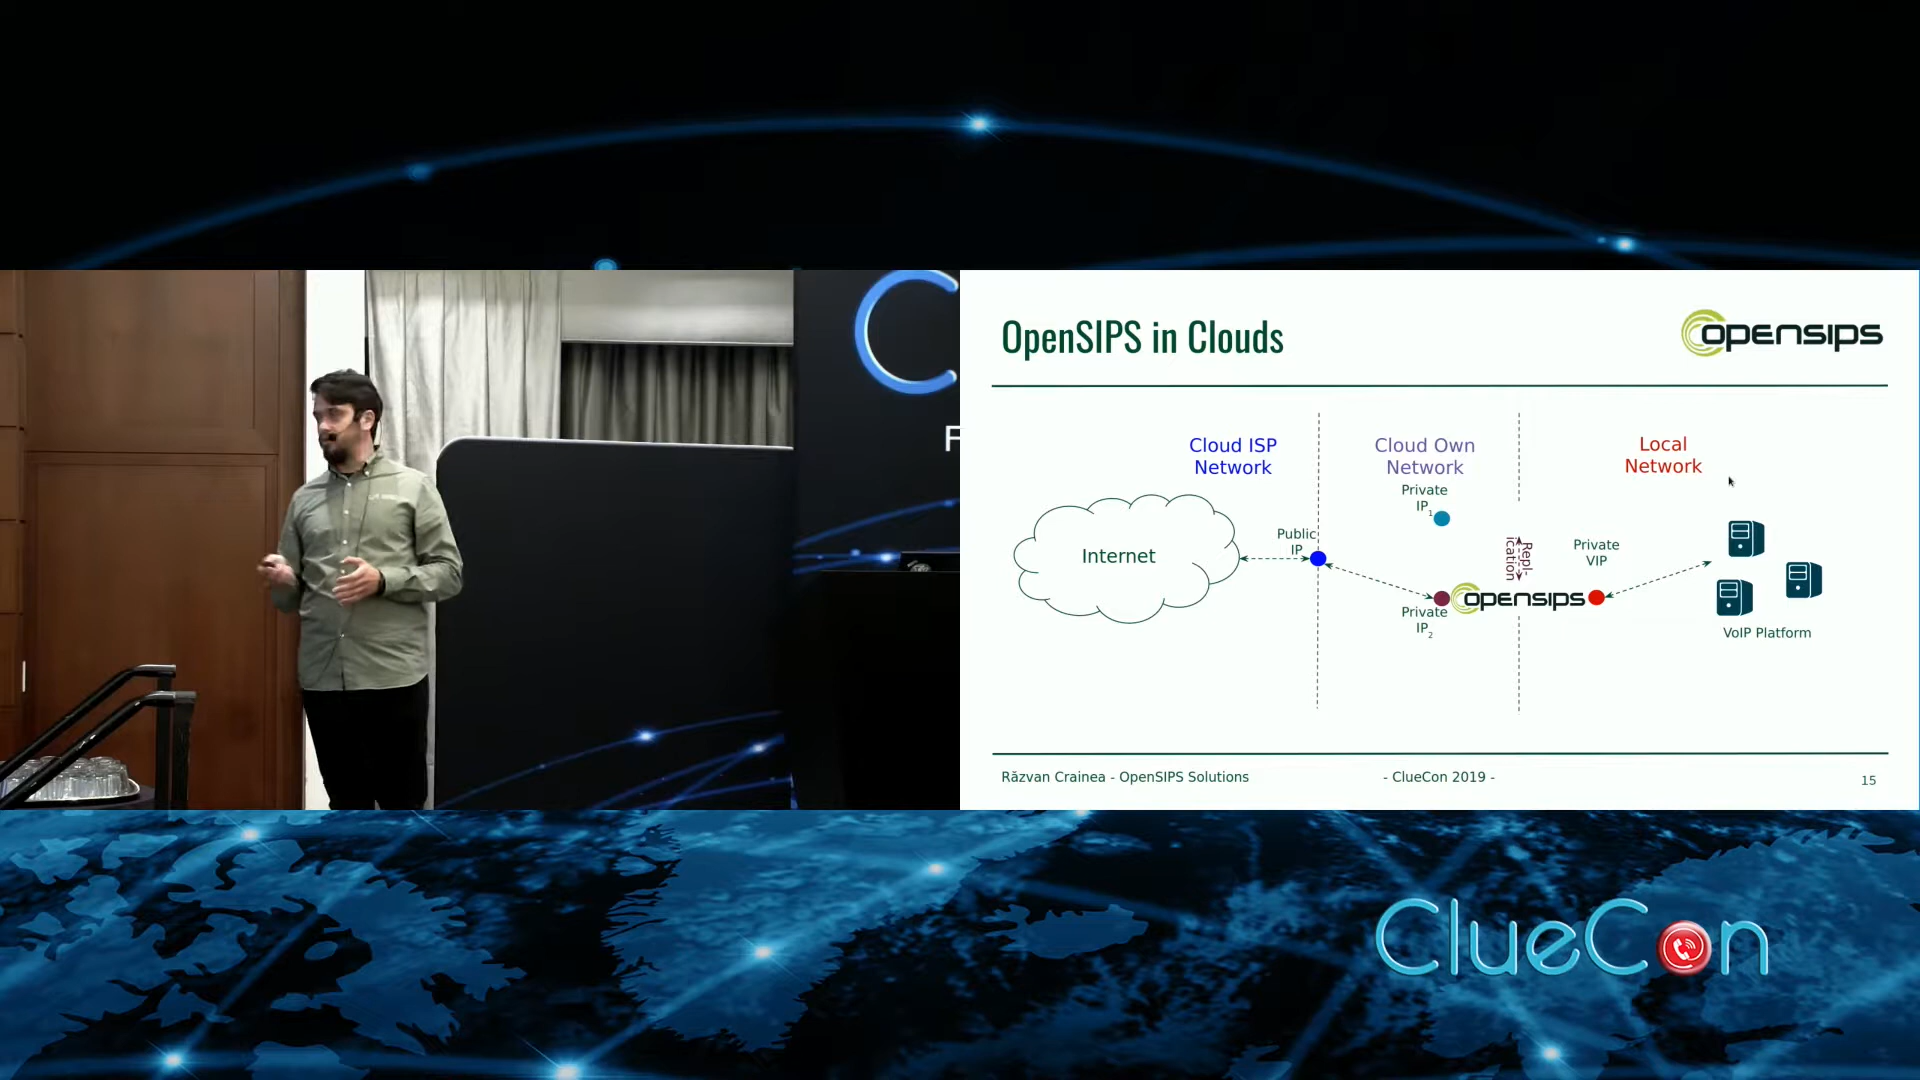 C
F
OpenSIPS in Clouds
opensips
Cloud ISP
Network
Cloud Own
Network
Local
Network
Private
IP1
Internet
Public
IP
Repl-
ication
Private
VIP
opensips
Private
IP2
VoIP Platform
Răzvan Crainea - OpenSIPS Solutions
- ClueCon 2019 -
15
ClueCon